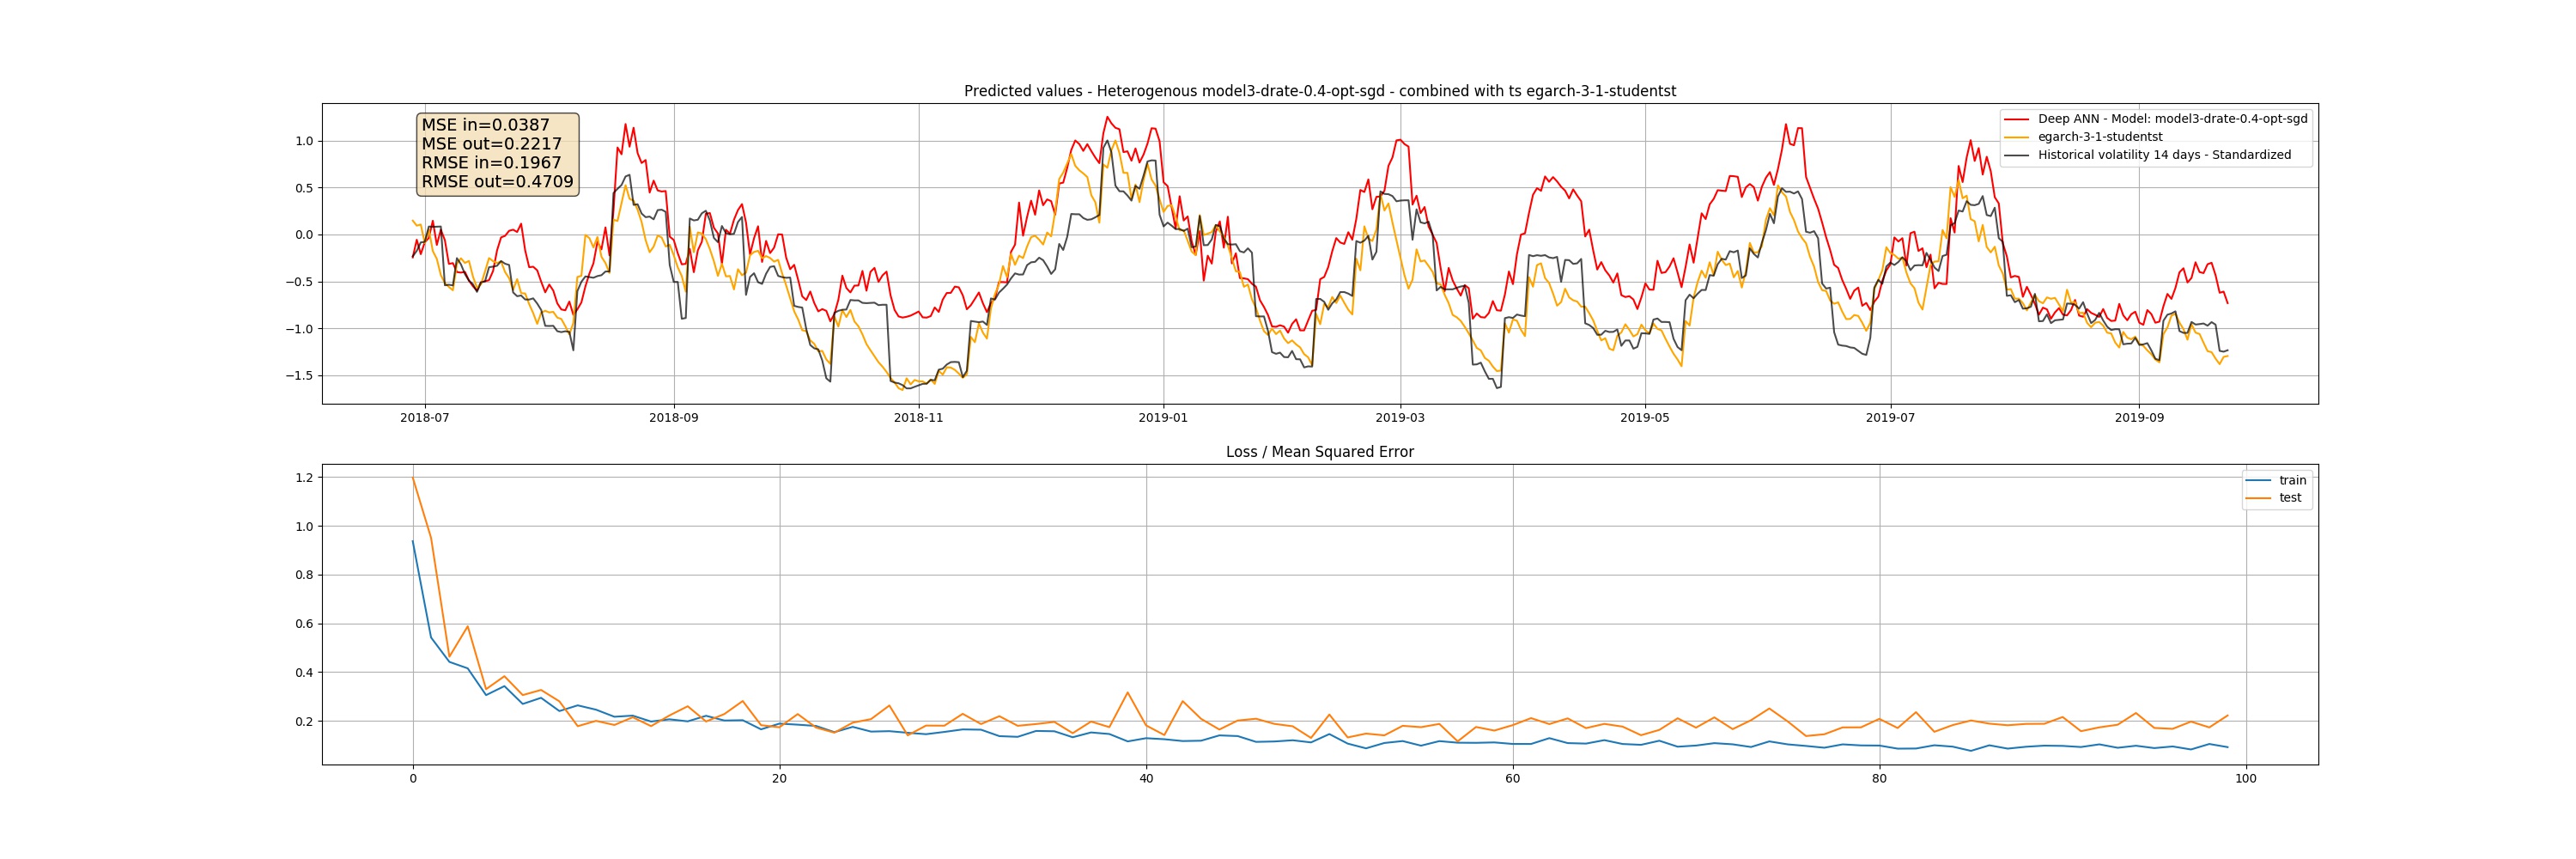 Predicted values - Heterogenous model3-drate-0.4-opt-sgd - combined with ts egarch-3-1-studentst
MSE in=0.0387
MSE out=0.2217
RMSE in=0.1967
RMSE out=0.4709
Deep ANN - Model: model3-drate-0.4-opt-sgd
egarch-3-1-studentst
Historical volatility 14 days - Standardized
1.0
0.5
0.0
−0.5
−1.0
−1.5
2018-07 2018-09 2018-11 2019-01 2019-03 2019-05 2019-07 2019-09
Loss / Mean Squared Error
train
test
1.2
1.0
0.8
0.6
0.4
0.2
0 20 40 60 80 100